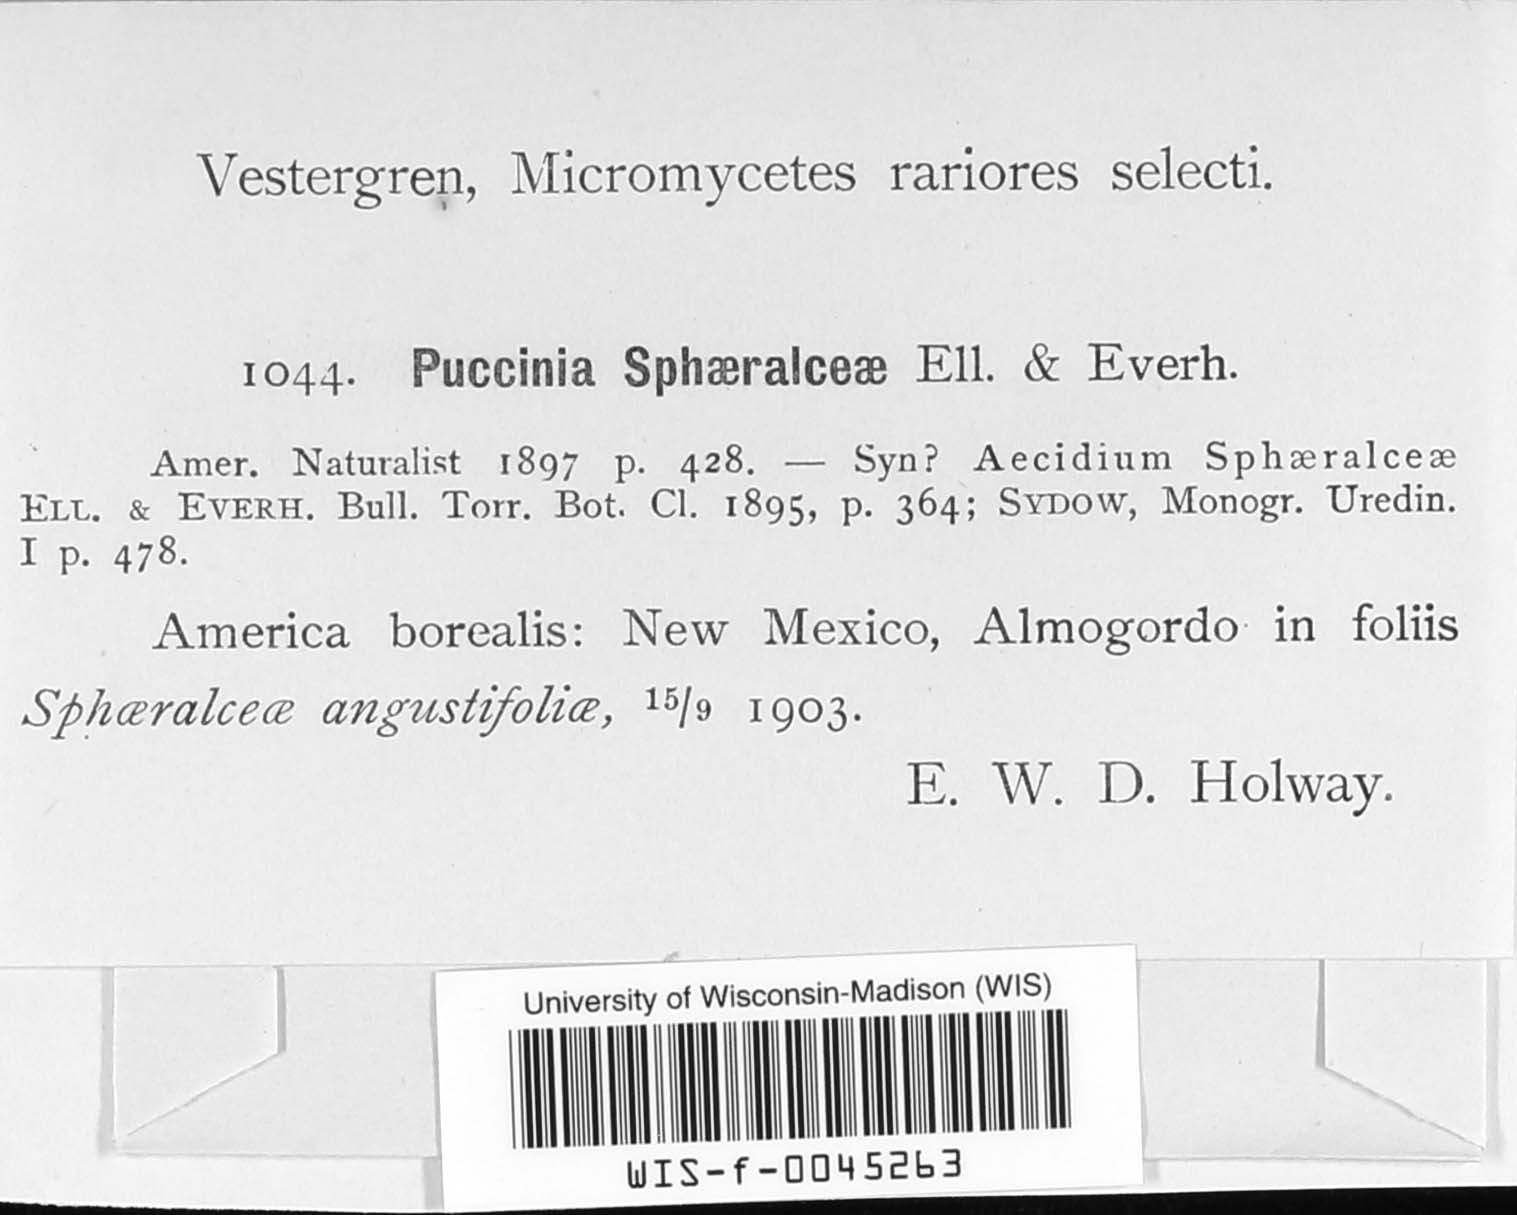 Vestergren, Micromycetes rariores selecti.
1044. Puccinia Sphæralceæ Ell. & Everh.
Amer. Naturalist 1897 p. 428. — Syn? Aecidium Sphæralceæ
ELL. & EVERH. Bull. Torr. Bot. Cl. 1895, p. 364; SYDOW, Monogr. Uredin.
I p. 478.
America borealis: New Mexico, Almogordo in foliis
Sphæralceæ angustifoliæ, 15/9 1903.
E. W. D. Holway.
University of Wisconsin-Madison (WIS)
WIS-f-0045263